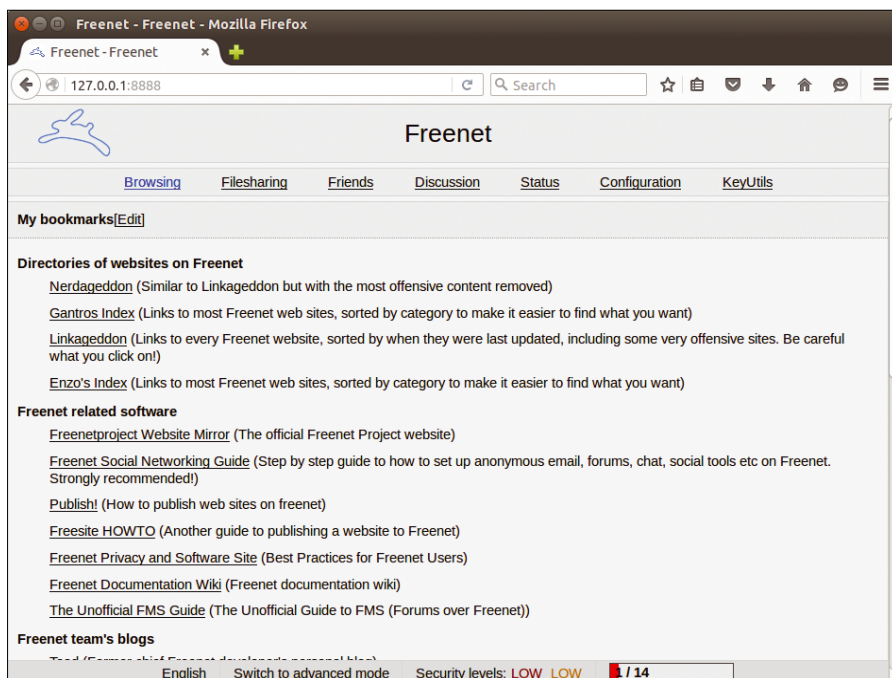 Freenet - Freenet - Mozilla Firefox
Freenet - Freenet
127.0.0.1:8888
Search
Freenet
Browsing Filesharing Friends Discussion Status Configuration KeyUtils
My bookmarks[Edit]
Directories of websites on Freenet
Nerdageddon (Similar to Linkageddon but with the most offensive content removed)
Gantros Index (Links to most Freenet web sites, sorted by category to make it easier to find what you want)
Linkageddon (Links to every Freenet website, sorted by when they were last updated, including some very offensive sites. Be careful
what you click on!)
Enzo's Index (Links to most Freenet web sites, sorted by category to make it easier to find what you want)
Freenet related software
Freenetproject Website Mirror (The official Freenet Project website)
Freenet Social Networking Guide (Step by step guide to how to set up anonymous email, forums, chat, social tools etc on Freenet.
Strongly recommended!)
Publish! (How to publish web sites on freenet)
Freesite HOWTO (Another guide to publishing a website to Freenet)
Freenet Privacy and Software Site (Best Practices for Freenet Users)
Freenet Documentation Wiki (Freenet documentation wiki)
The Unofficial FMS Guide (The Unofficial Guide to FMS (Forums over Freenet))
Freenet team's blogs
Toad (Former chief Freenet developer's personal blog)
English Switch to advanced mode Security levels: LOW LOW 1 / 14